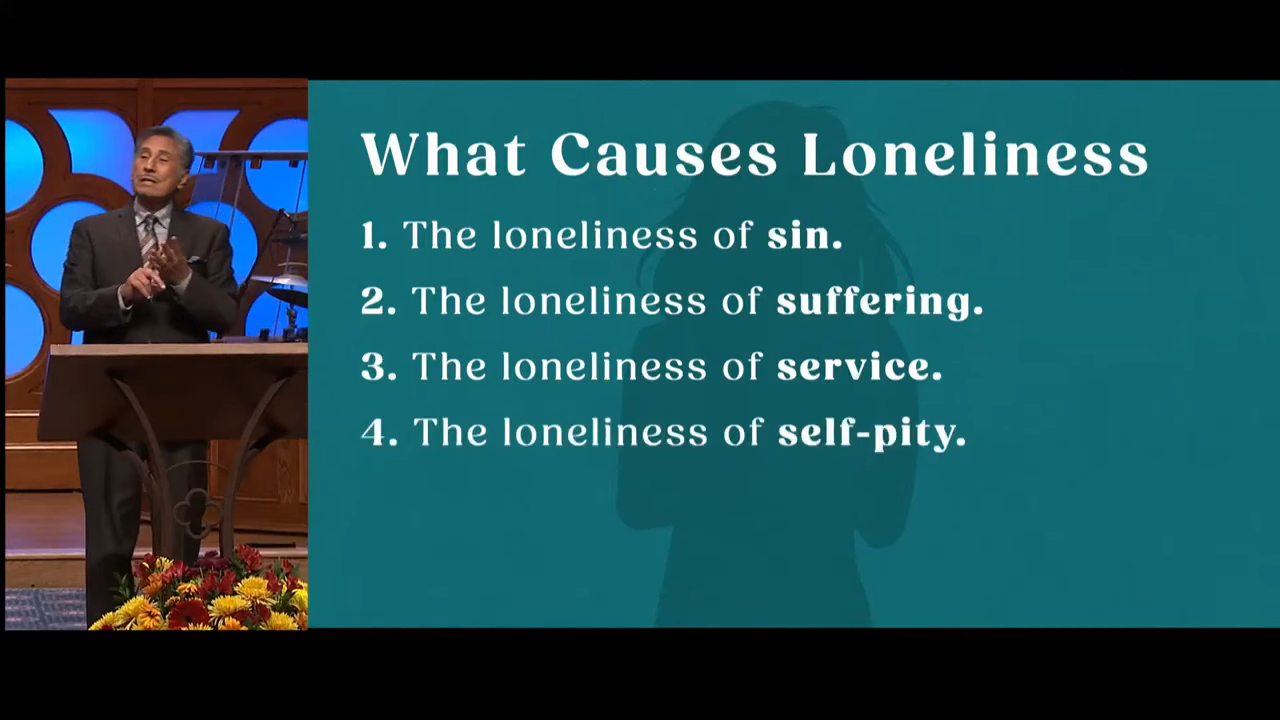 What Causes Loneliness
1. The loneliness of sin.
2. The loneliness of suffering.
3. The loneliness of service.
4. The loneliness of self-pity.